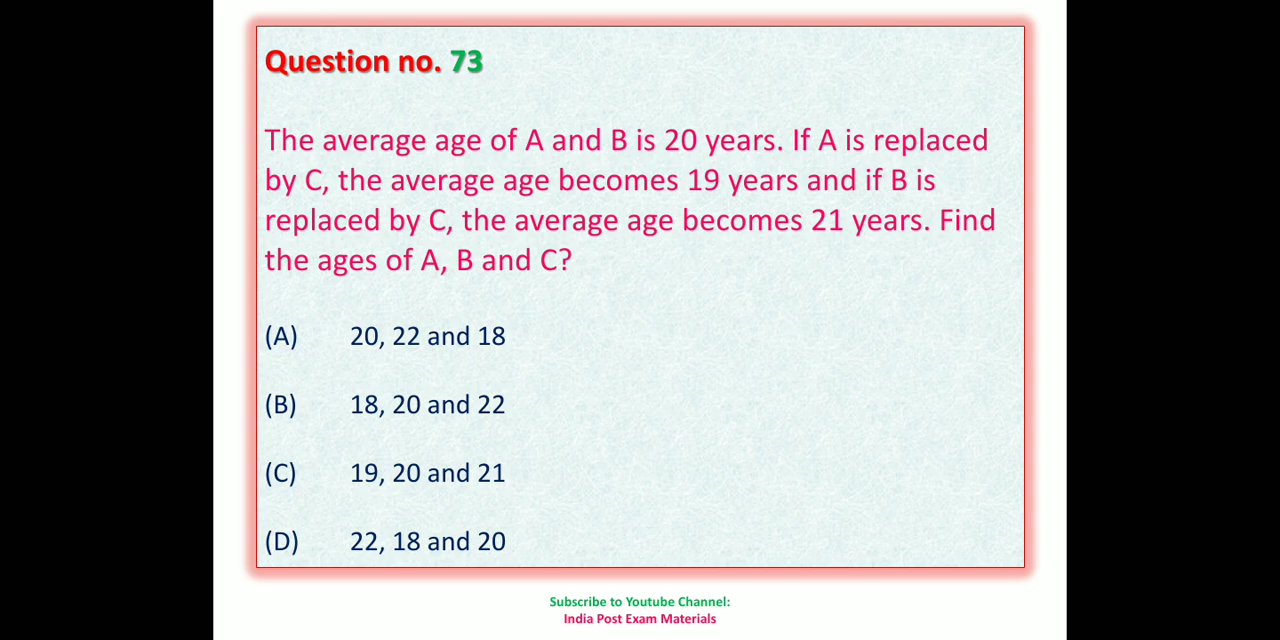 Question no. 73
The average age of A and B is 20 years. If A is replaced
by C, the average age becomes 19 years and if B is
replaced by C, the average age becomes 21 years. Find
the ages of A, B and C?
(A) 20, 22 and 18
(B) 18, 20 and 22
(C) 19, 20 and 21
(D) 22, 18 and 20
Subscribe to Youtube Channel:
India Post Exam Materials